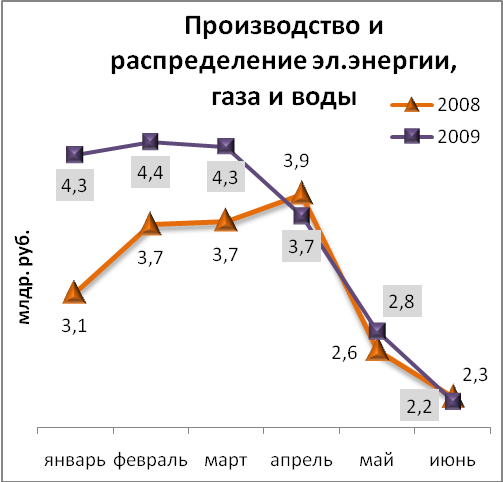 Производство и
распределение эл.энергии,
газа и воды
2008
2009
млдр. руб.
4,3
4,4
4,3
3,9
3,7
3,7
3,7
3,1
2,8
2,6
2,3
2,2
январь февраль март апрель май июнь